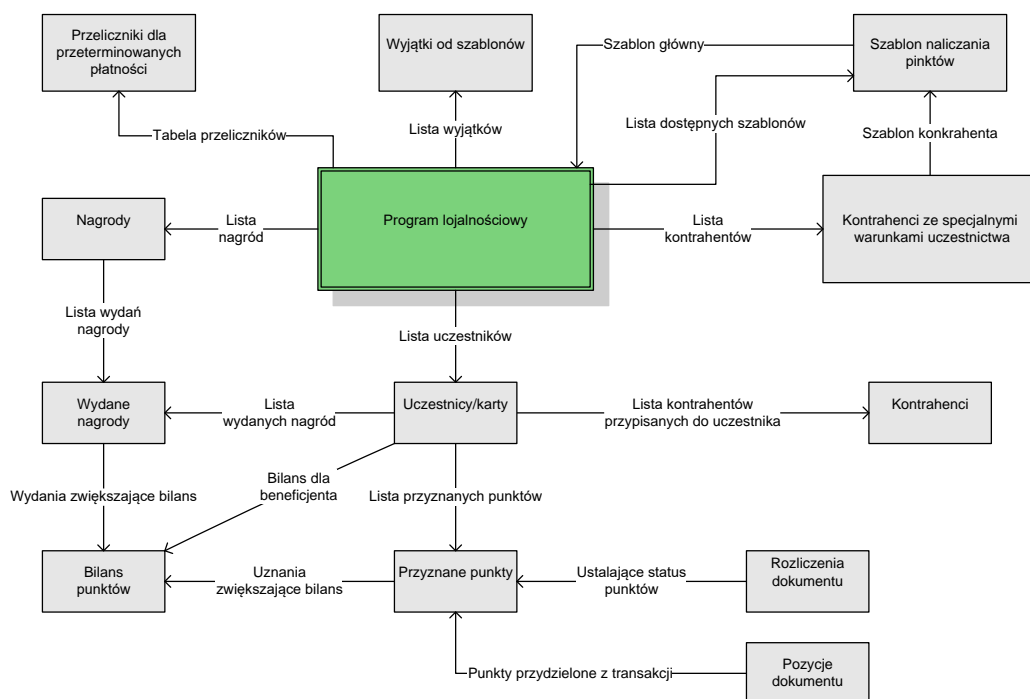 Przeliczniki dla
przeterminowanych
płatności
Wyjątki od szablonów
Szablon główny
Szablon naliczania
pinktów
Tabela przeliczników
Lista wyjątków
Lista dostępnych szablonów
Szablon konkrahenta
Nagrody
Lista
nagród
Program lojalnościowy
Lista
kontrahentów
Kontrahenci ze specjalnymi
warunkami uczestnictwa
Lista wydań
nagrody
Lista uczestników
Wydane
nagrody
Lista
wydanych nagród
Uczestnicy/karty
Lista kontrahentów
przypisanych do uczestnika
Kontrahenci
Wydania zwiększające bilans
Bilans dla
beneficjenta
Lista przyznanych punktów
Bilans
punktów
Uznania
zwiększające bilans
Przyznane punkty
Ustalające status
punktów
Rozliczenia
dokumentu
Punkty przydzielone z transakcji
Pozycje
dokumentu